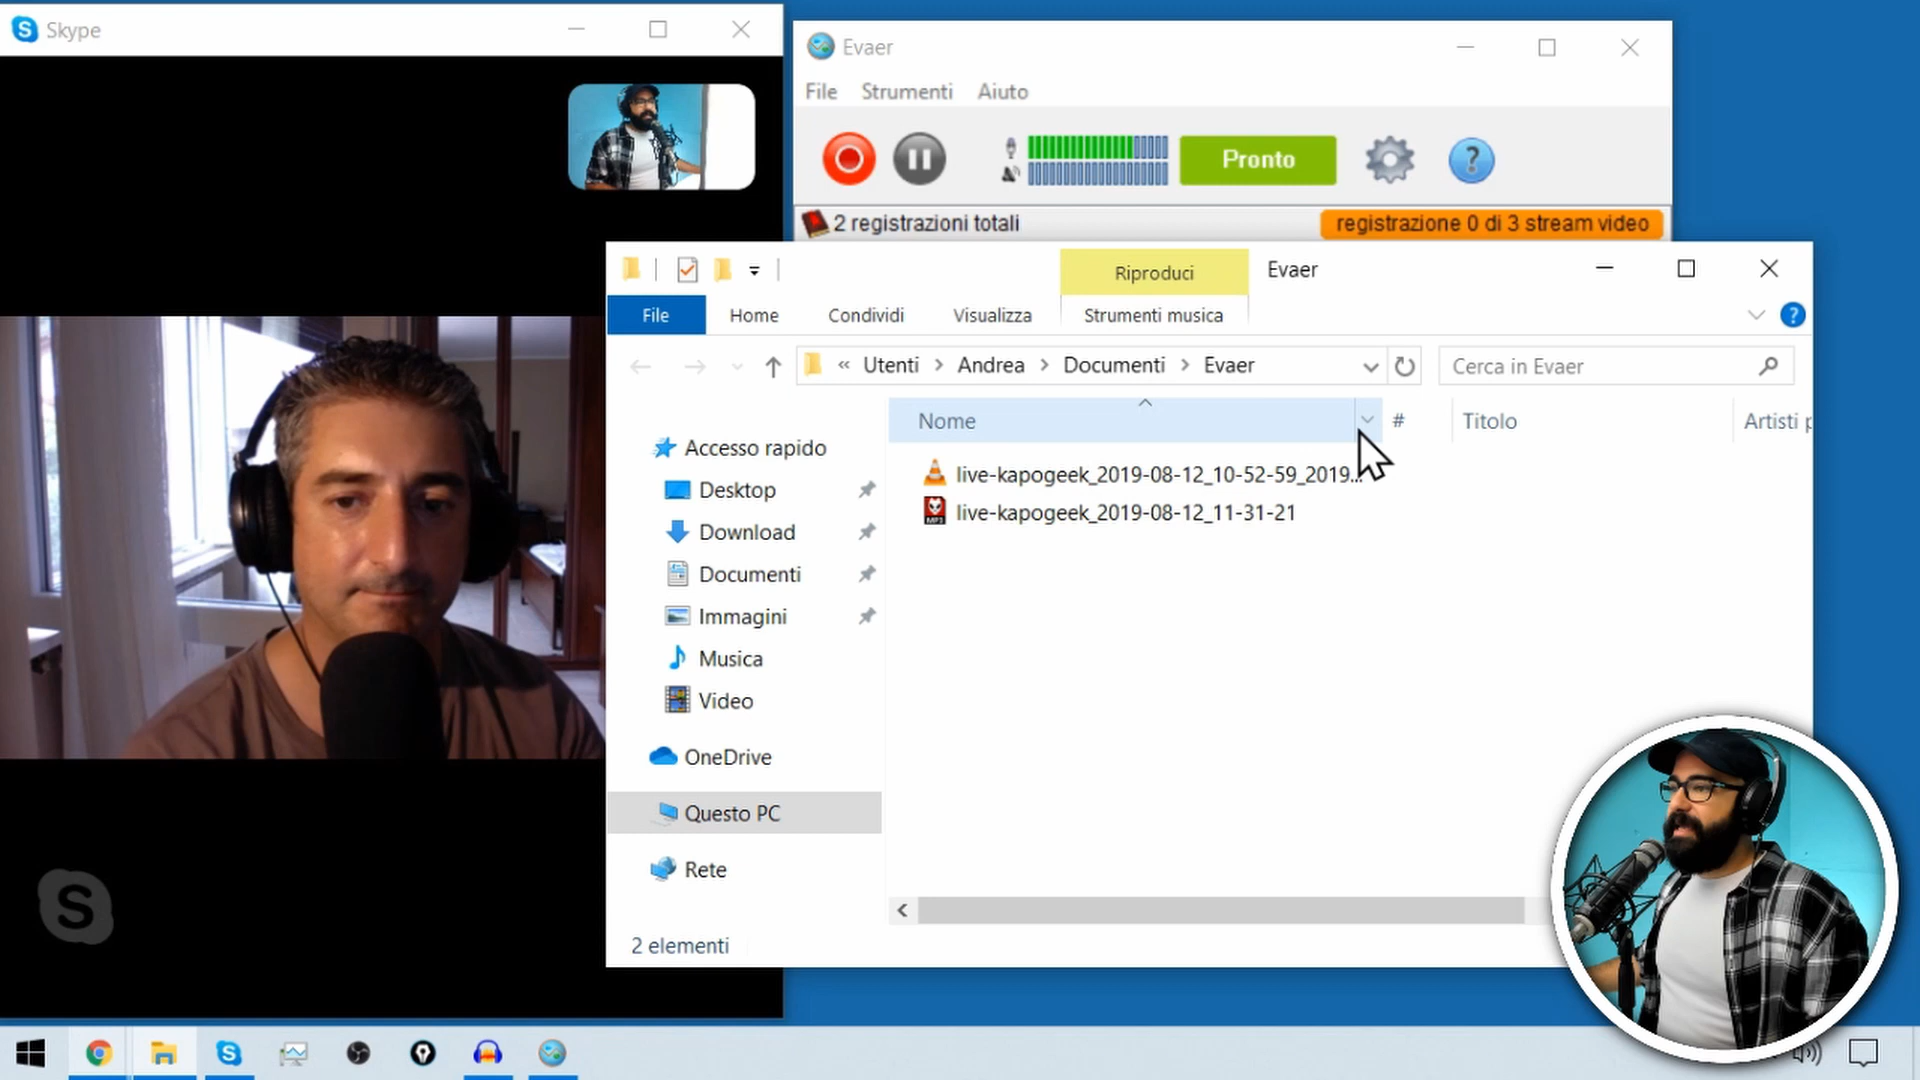 Skype
Evaer
File Strumenti Aiuto
Pronto
2 registrazioni totali
registrazione 0 di 3 stream video
Riproduci
Evaer
File Home Condividi Visualizza Strumenti musica
« Utenti > Andrea > Documenti > Evaer
Cerca in Evaer
Nome # Titolo Artisti p
live-kapogeek_2019-08-12_10-52-59_2019...
live-kapogeek_2019-08-12_11-31-21
Accesso rapido
Desktop
Download
Documenti
Immagini
Musica
Video
OneDrive
Questo PC
Rete
2 elementi